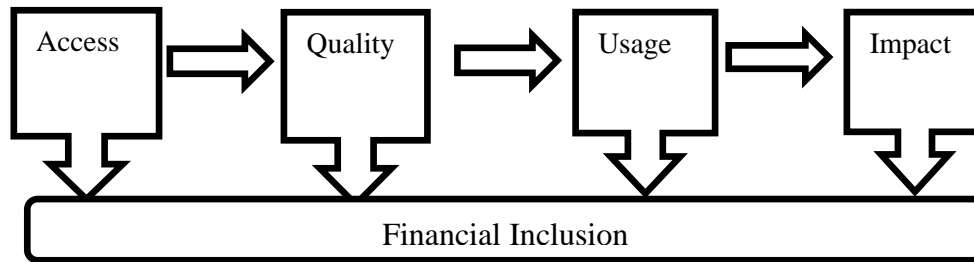 Access
Quality
Usage
Impact
Financial Inclusion